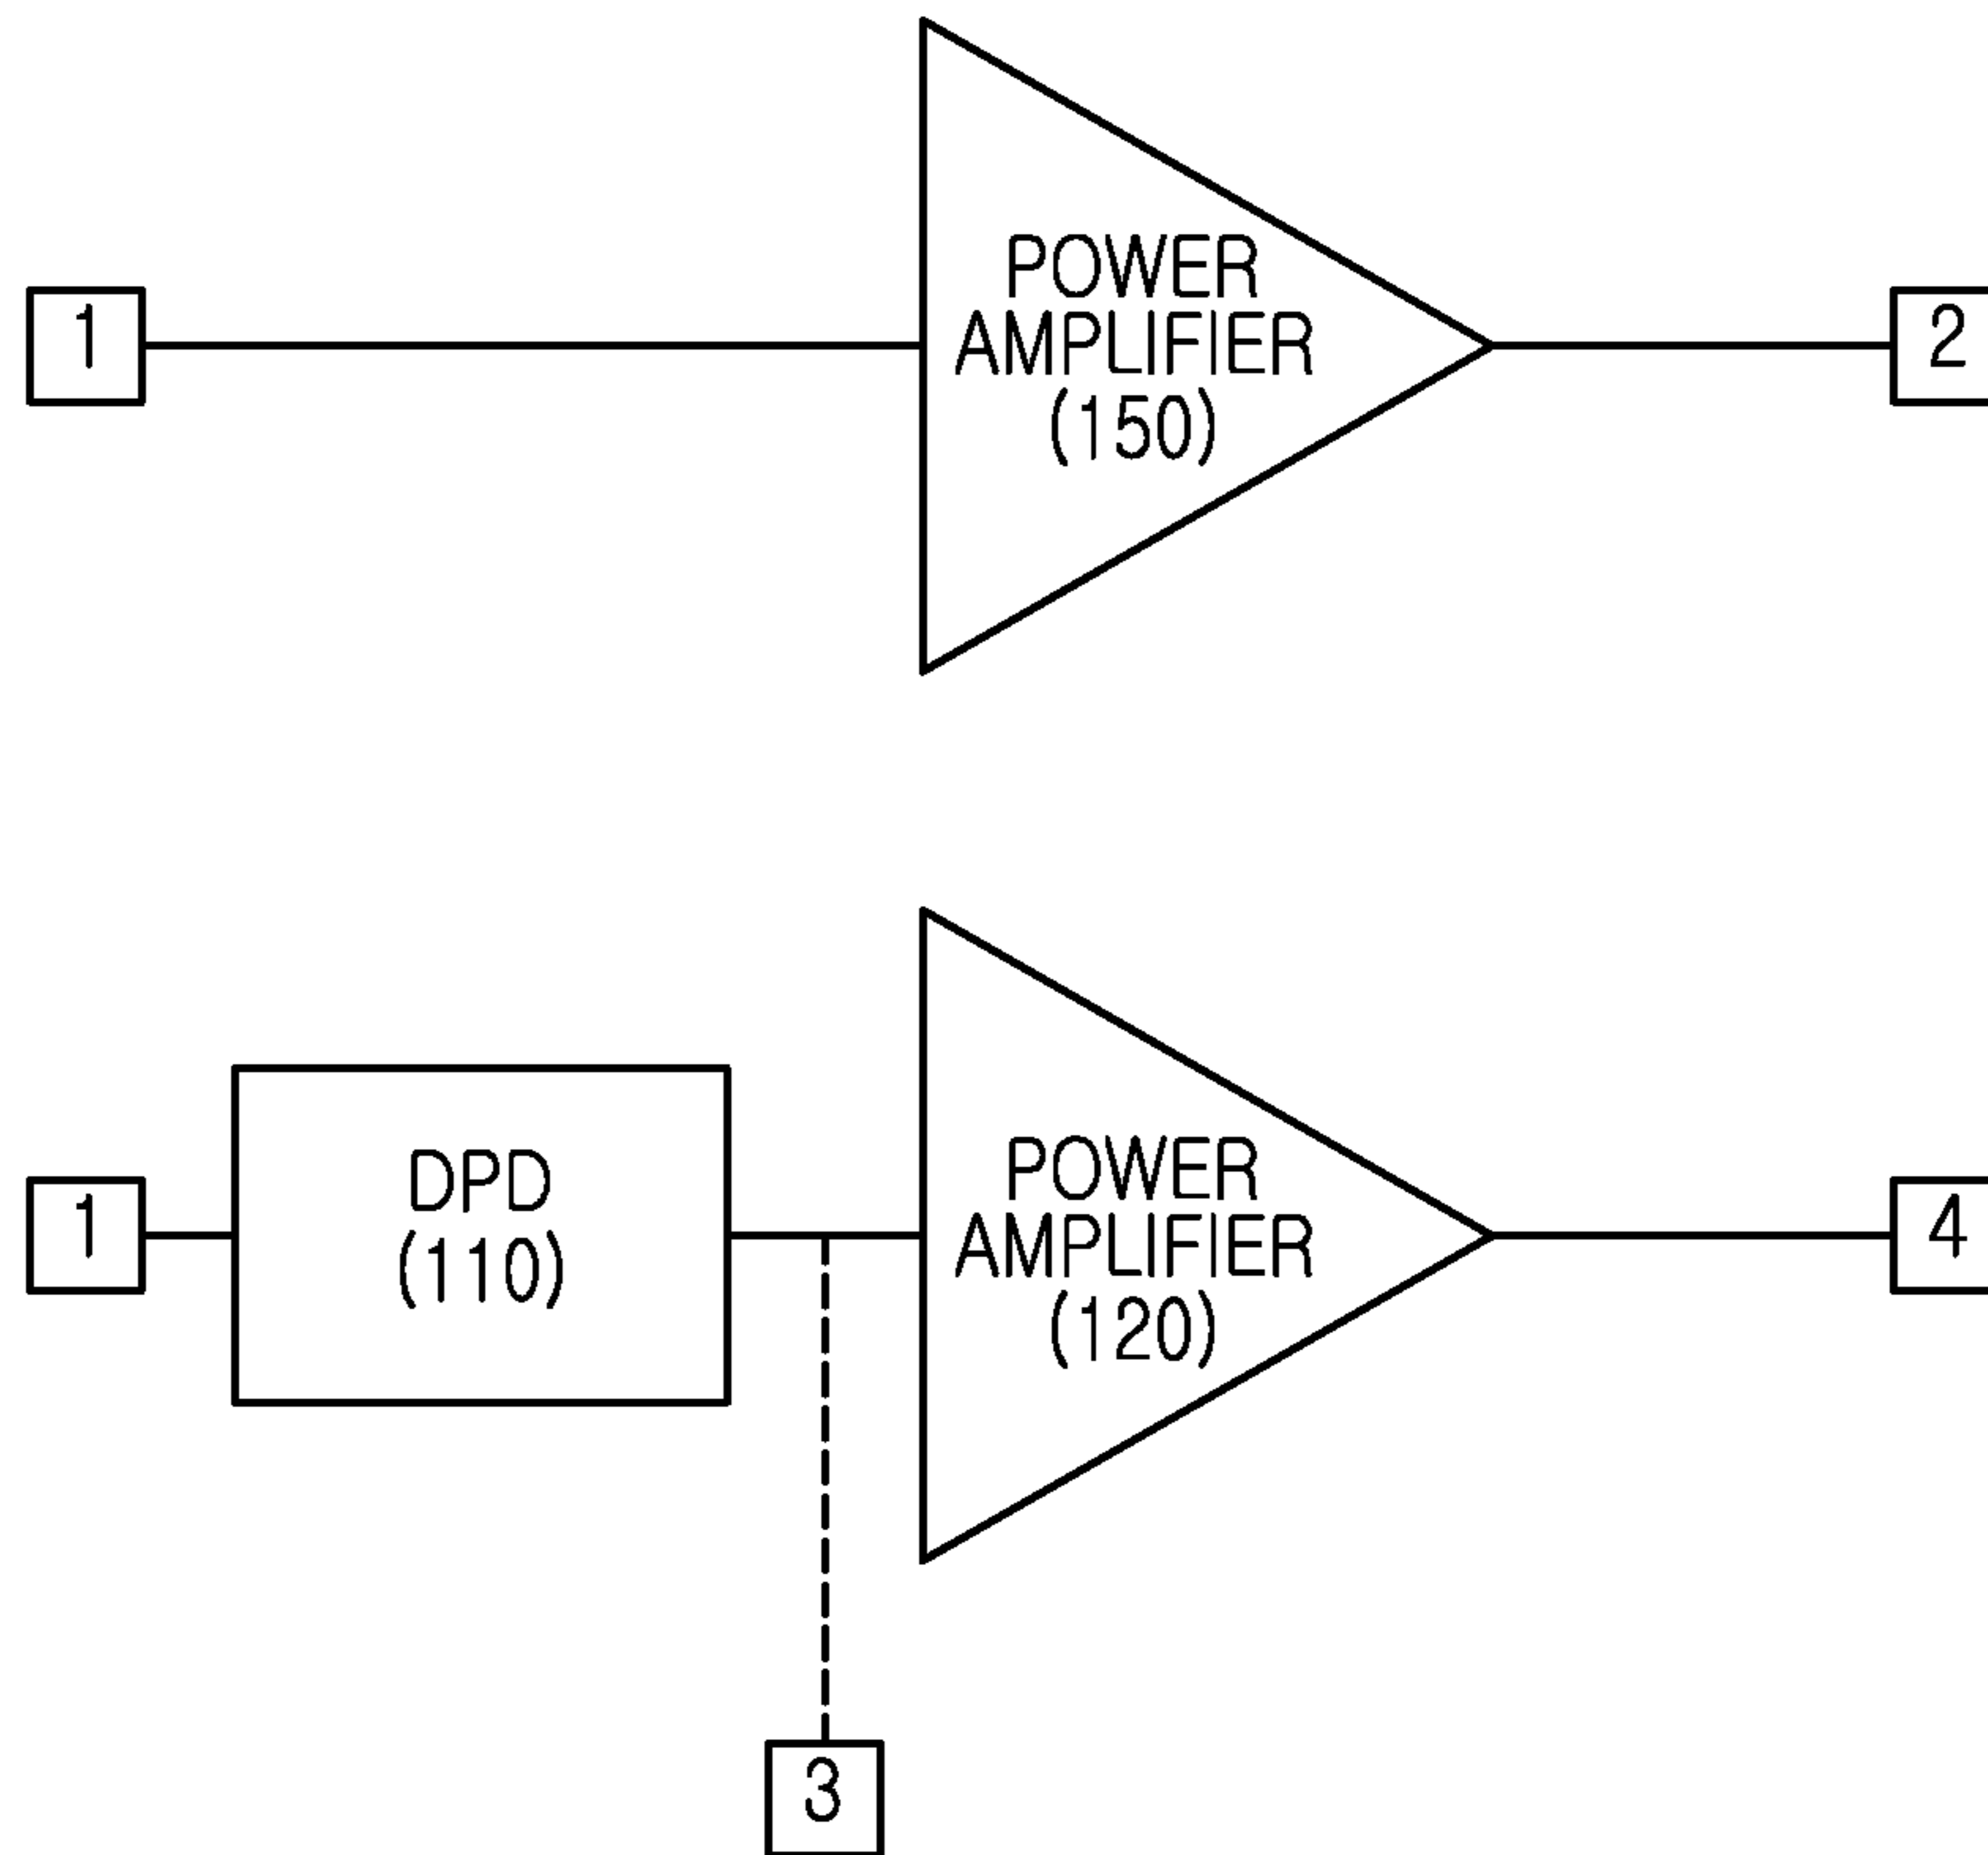 1
POWER
AMPLIFIER
(150)
2
1
DPD
(110)
POWER
AMPLIFIER
(120)
4
3